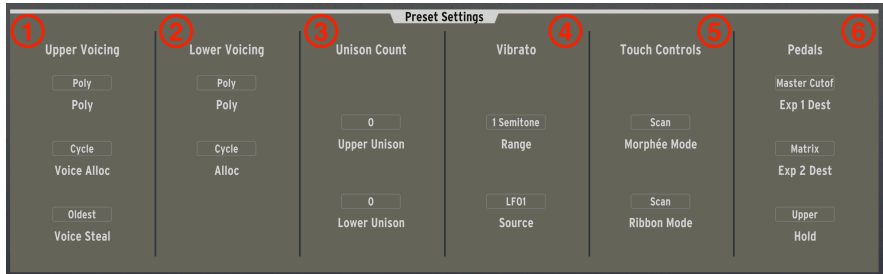 Preset Settings
① Upper Voicing
Poly
Poly
Cycle
Voice Alloc
Oldest
Voice Steal
② Lower Voicing
Poly
Poly
Cycle
Alloc
③ Unison Count
0
Upper Unison
0
Lower Unison
④ Vibrato
1 Semitone
Range
LFO1
Source
⑤ Touch Controls
Scan
Morphée Mode
Scan
Ribbon Mode
⑥ Pedals
Master Cutof
Exp 1 Dest
Matrix
Exp 2 Dest
Upper
Hold